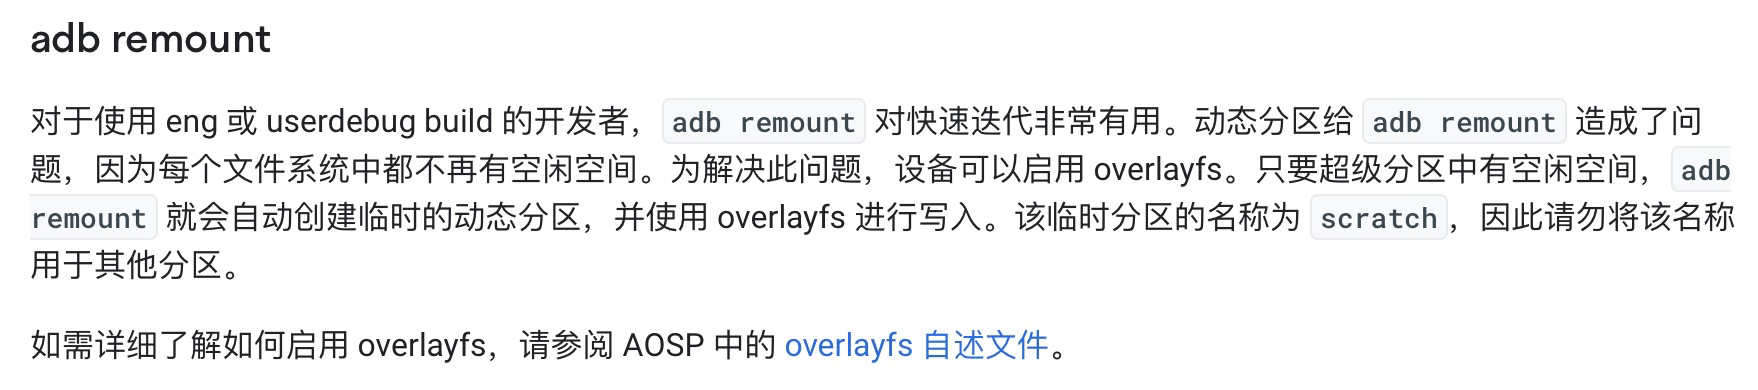 adb remount
对于使用 eng 或 userdebug build 的开发者， adb remount 对快速迭代非常有用。动态分区给 adb remount 造成了问
题，因为每个文件系统中都不再有空闲空间。为解决此问题，设备可以启用 overlayfs。只要超级分区中有空闲空间， adb
remount 就会自动创建临时的动态分区，并使用 overlayfs 进行写入。该临时分区的名称为 scratch ，因此请勿将该名称
用于其他分区。
如需详细了解如何启用 overlayfs，请参阅 AOSP 中的 overlayfs 自述文件。